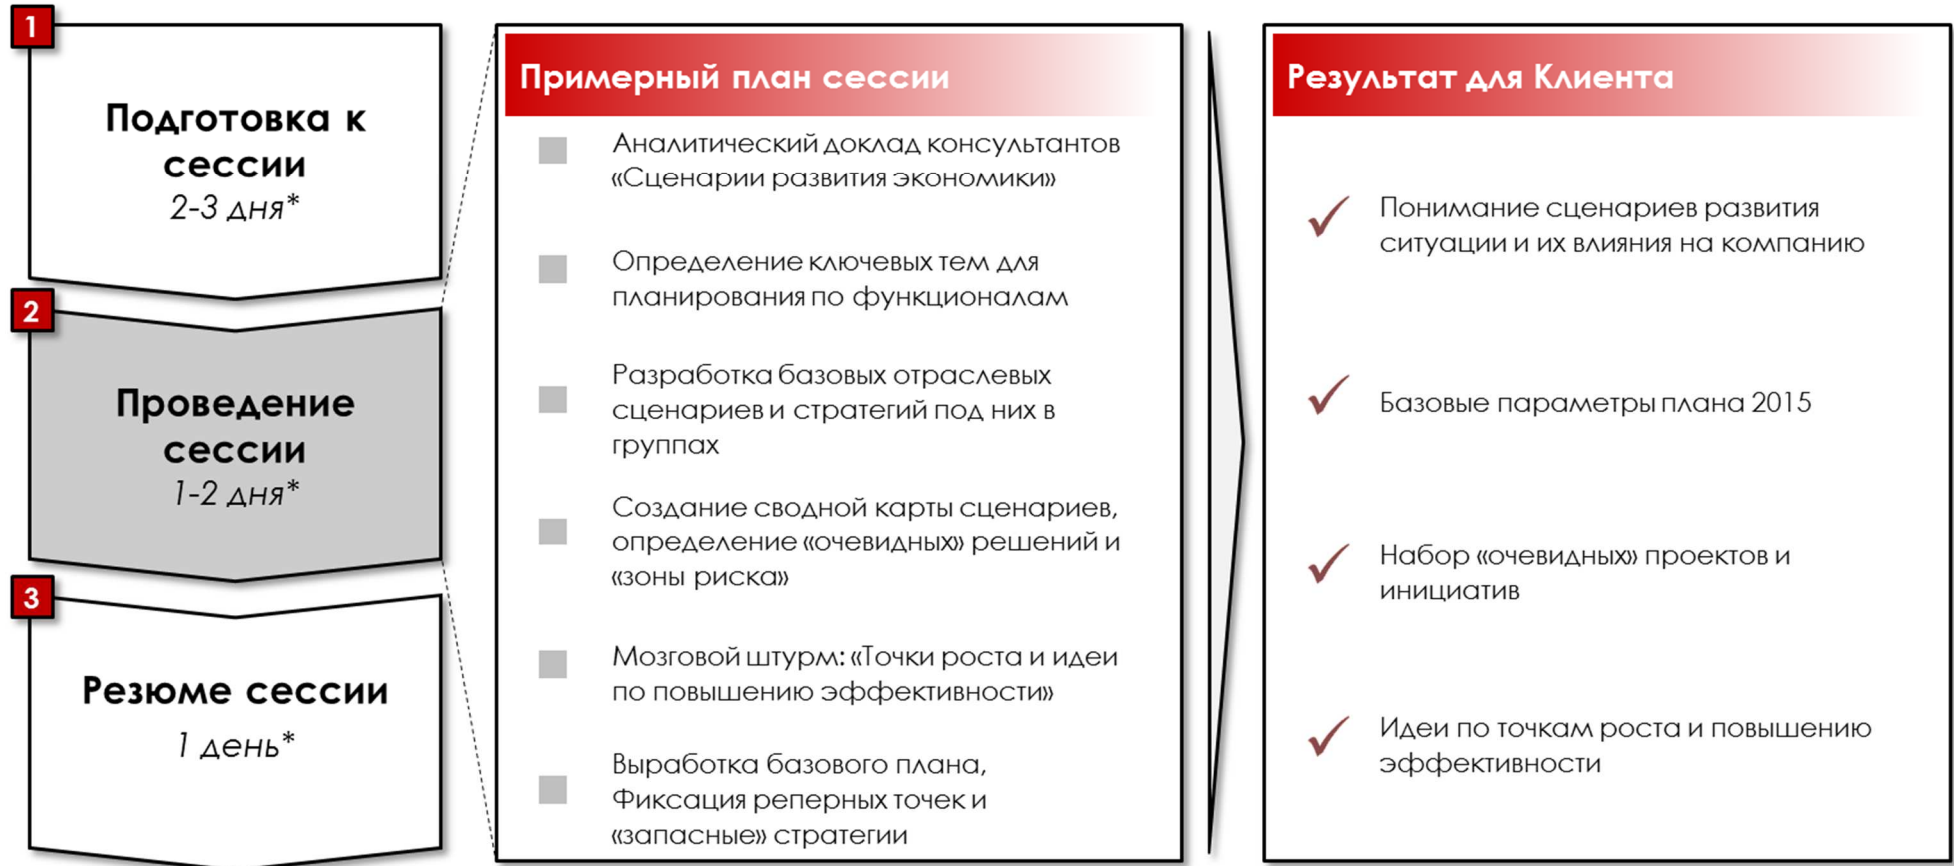 1
Подготовка к
сессии
2-3 дня*
2
Проведение
сессии
1-2 дня*
3
Резюме сессии
1 день*
Примерный план сессии
Аналитический доклад консультантов
«Сценарии развития экономики»
Определение ключевых тем для
планирования по функционалам
Разработка базовых отраслевых
сценариев и стратегий под них в
группах
Создание сводной карты сценариев,
определение «очевидных» решений и
«зоны риска»
Мозговой штурм: «Точки роста и идеи
по повышению эффективности»
Выработка базового плана,
Фиксация реперных точек и
«запасные» стратегии
Результат для Клиента
Понимание сценариев развития
ситуации и их влияния на компанию
Базовые параметры плана 2015
Набор «очевидных» проектов и
инициатив
Идеи по точкам роста и повышению
эффективности